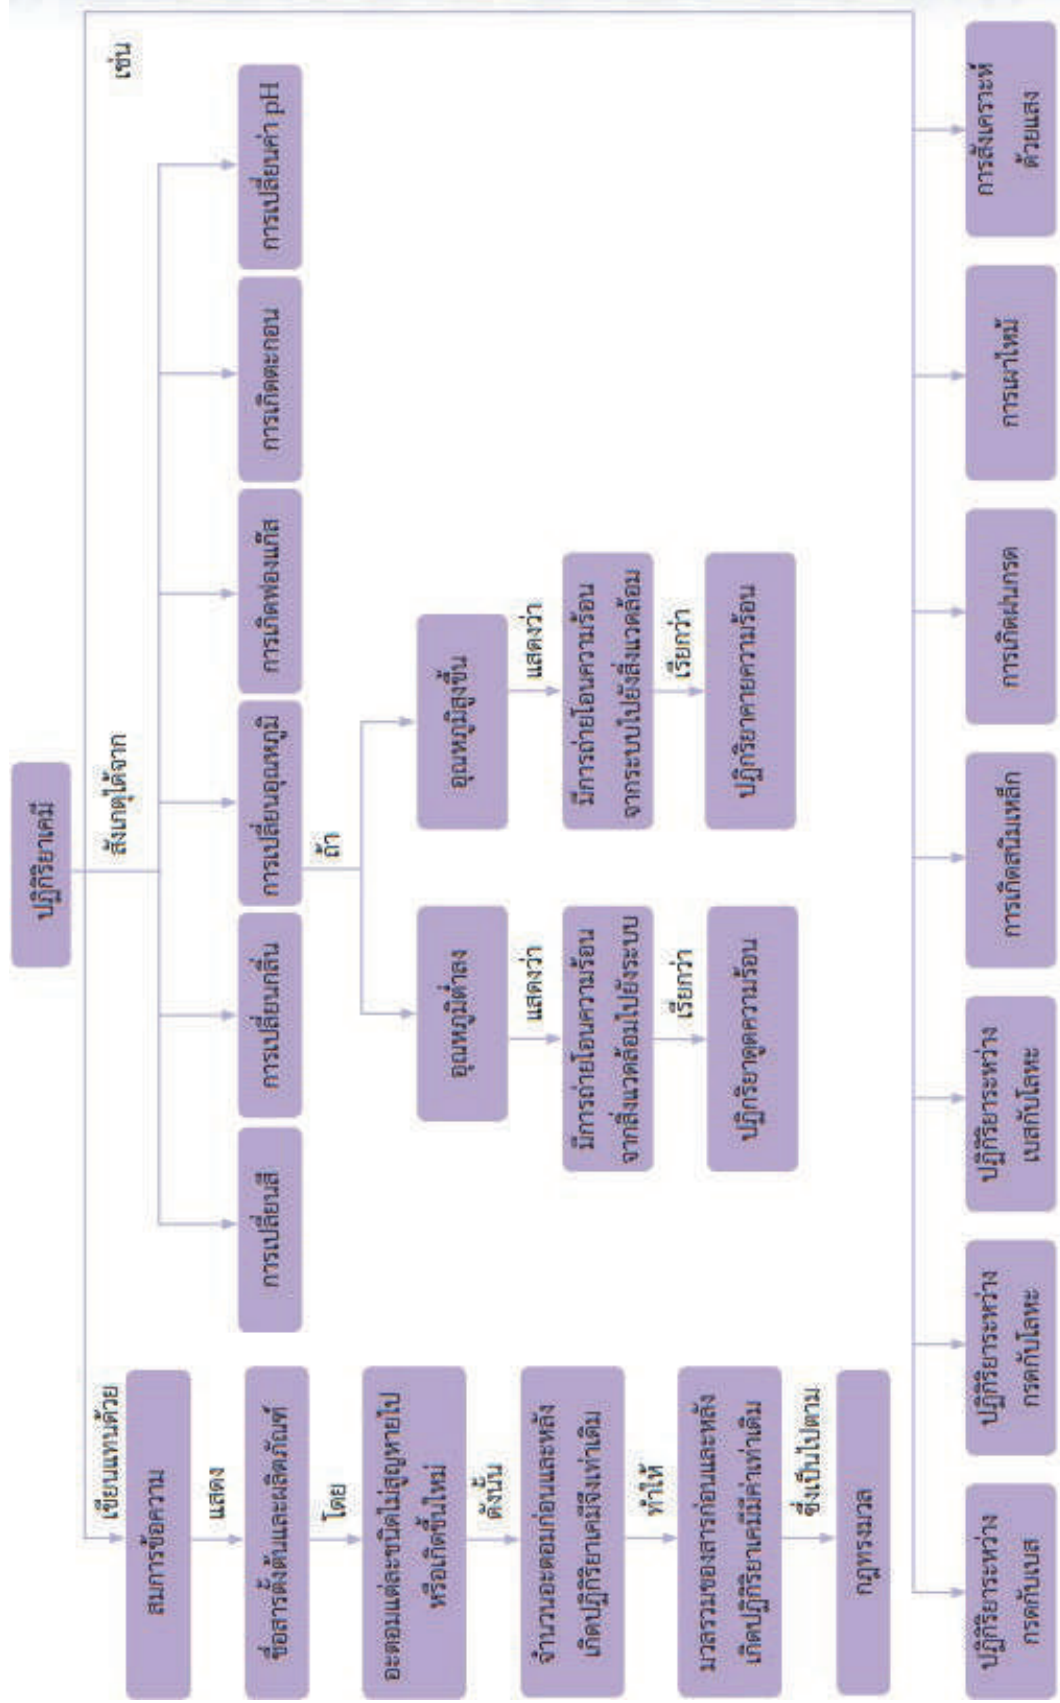 ปฏิกิริยาเคมี
เขียนแทนด้วย
สังเกตได้จาก
เช่น
สมการข้อความ
แสดง
ชื่อสารตั้งต้นและผลิตภัณฑ์
โดย
อะตอมแต่ละชนิดไม่สูญหายไป
หรือเกิดขึ้นใหม่
ดังนั้น
จำนวนอะตอมก่อนและหลัง
เกิดปฏิกิริยาเคมีจึงเท่าเดิม
ทำให้
มวลรวมของสารก่อนและหลัง
เกิดปฏิกิริยาเคมีมีค่าเท่าเดิม
ซึ่งเป็นไปตาม
กฎทรงมวล
การเปลี่ยนสี
การเปลี่ยนกลิ่น
การเปลี่ยนอุณหภูมิ
การเกิดฟองแก๊ส
การเกิดตะกอน
การเปลี่ยนค่า pH
ถ้า
อุณหภูมิต่ำลง
แสดงว่า
มีการถ่ายโอนความร้อน
จากสิ่งแวดล้อมไปยังระบบ
เรียกว่า
ปฏิกิริยาดูดความร้อน
อุณหภูมิสูงขึ้น
แสดงว่า
มีการถ่ายโอนความร้อน
จากระบบไปยังสิ่งแวดล้อม
เรียกว่า
ปฏิกิริยาคายความร้อน
ปฏิกิริยาระหว่าง
กรดกับเบส
ปฏิกิริยาระหว่าง
กรดกับโลหะ
ปฏิกิริยาระหว่าง
เบสกับโลหะ
การเกิดสนิมเหล็ก
การเกิดฝนกรด
การเผาไหม้
การสังเคราะห์
ด้วยแสง